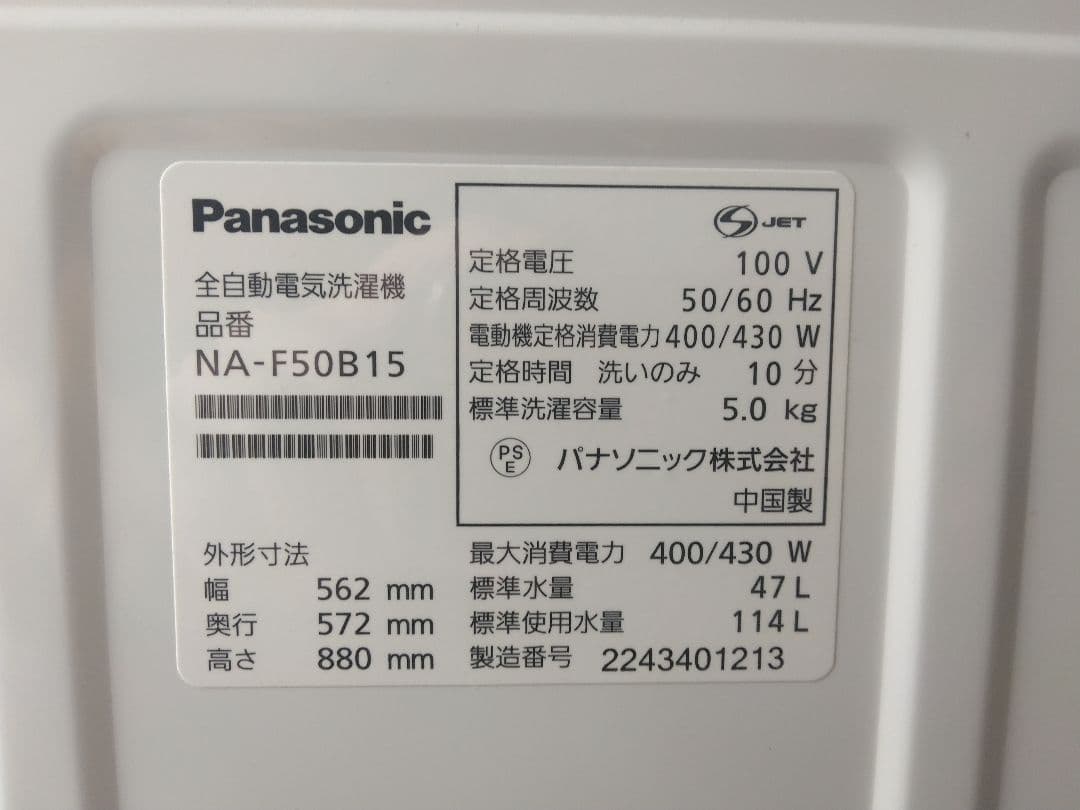 Panasonic
全自動電気洗濯機
品番
NA-F50B15
S JET
定格電圧 100 V
定格周波数 50/60 Hz
電動機定格消費電力 400/430 W
定格時間 洗いのみ 10 分
標準洗濯容量 5.0 kg
PSE パナソニック株式会社
中国製
外形寸法
幅 562 mm
奥行 572 mm
高さ 880 mm
最大消費電力 400/430 W
標準水量 47 L
標準使用水量 114 L
製造番号 2243401213